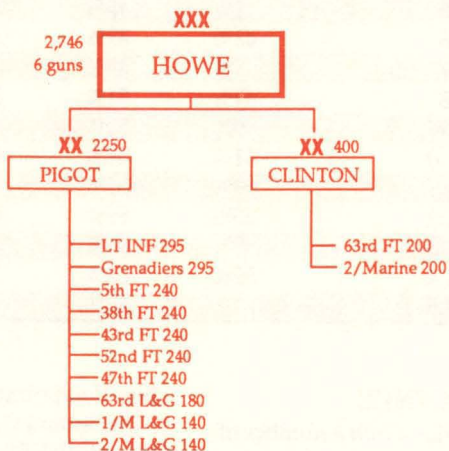 XXX
2,746
6 guns
HOWE
XX 2250
PIGOT
LT INF 295
Grenadiers 295
5th FT 240
38th FT 240
43rd FT 240
52nd FT 240
47th FT 240
63rd L&G 180
1/M L&G 140
2/M L&G 140
XX 400
CLINTON
63rd FT 200
2/Marine 200